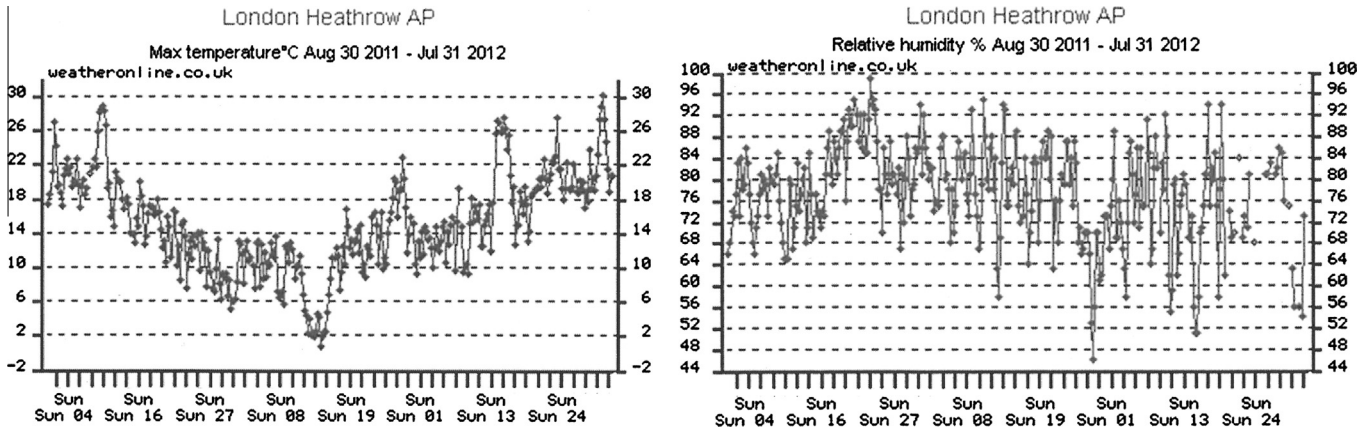 London Heathrow AP
Max temperature°C Aug 30 2011 - Jul 31 2012
weatheronline.co.uk
30 30
26 26
22 22
18 18
14 14
10 10
6 6
2 2
-2 -2
Sun Sun Sun Sun Sun Sun Sun Sun
Sun 04 Sun 16 Sun 27 Sun 08 Sun 19 Sun 01 Sun 13 Sun 24
London Heathrow AP
Relative humidity % Aug 30 2011 - Jul 31 2012
weatheronline.co.uk
100 100
96 96
92 92
88 88
84 84
80 80
76 76
72 72
68 68
64 64
60 60
56 56
52 52
48 48
44 44
Sun Sun Sun Sun Sun Sun Sun Sun
Sun 04 Sun 16 Sun 27 Sun 08 Sun 19 Sun 01 Sun 13 Sun 24